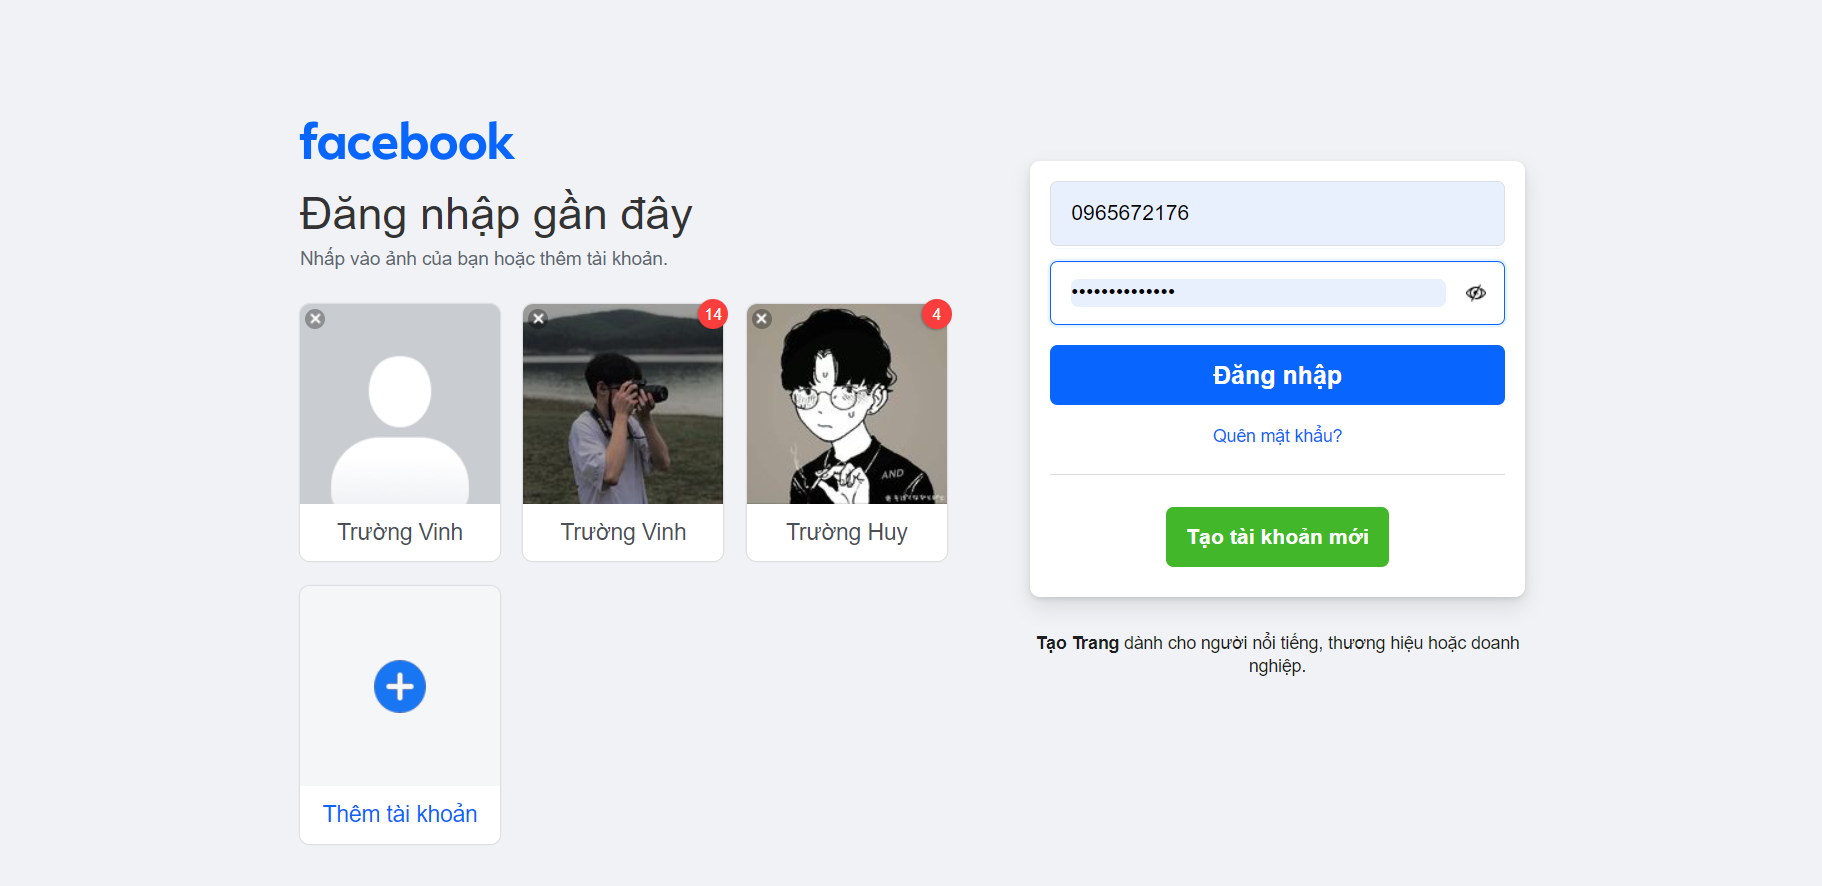 facebook
Đăng nhập gần đây
Nhấp vào ảnh của bạn hoặc thêm tài khoản.
14
4
AND
Trường Vinh
Trường Vinh
Trường Huy
Thêm tài khoản
0965672176
••••••••••••••
Đăng nhập
Quên mật khẩu?
Tạo tài khoản mới
Tạo Trang dành cho người nổi tiếng, thương hiệu hoặc doanh
nghiệp.